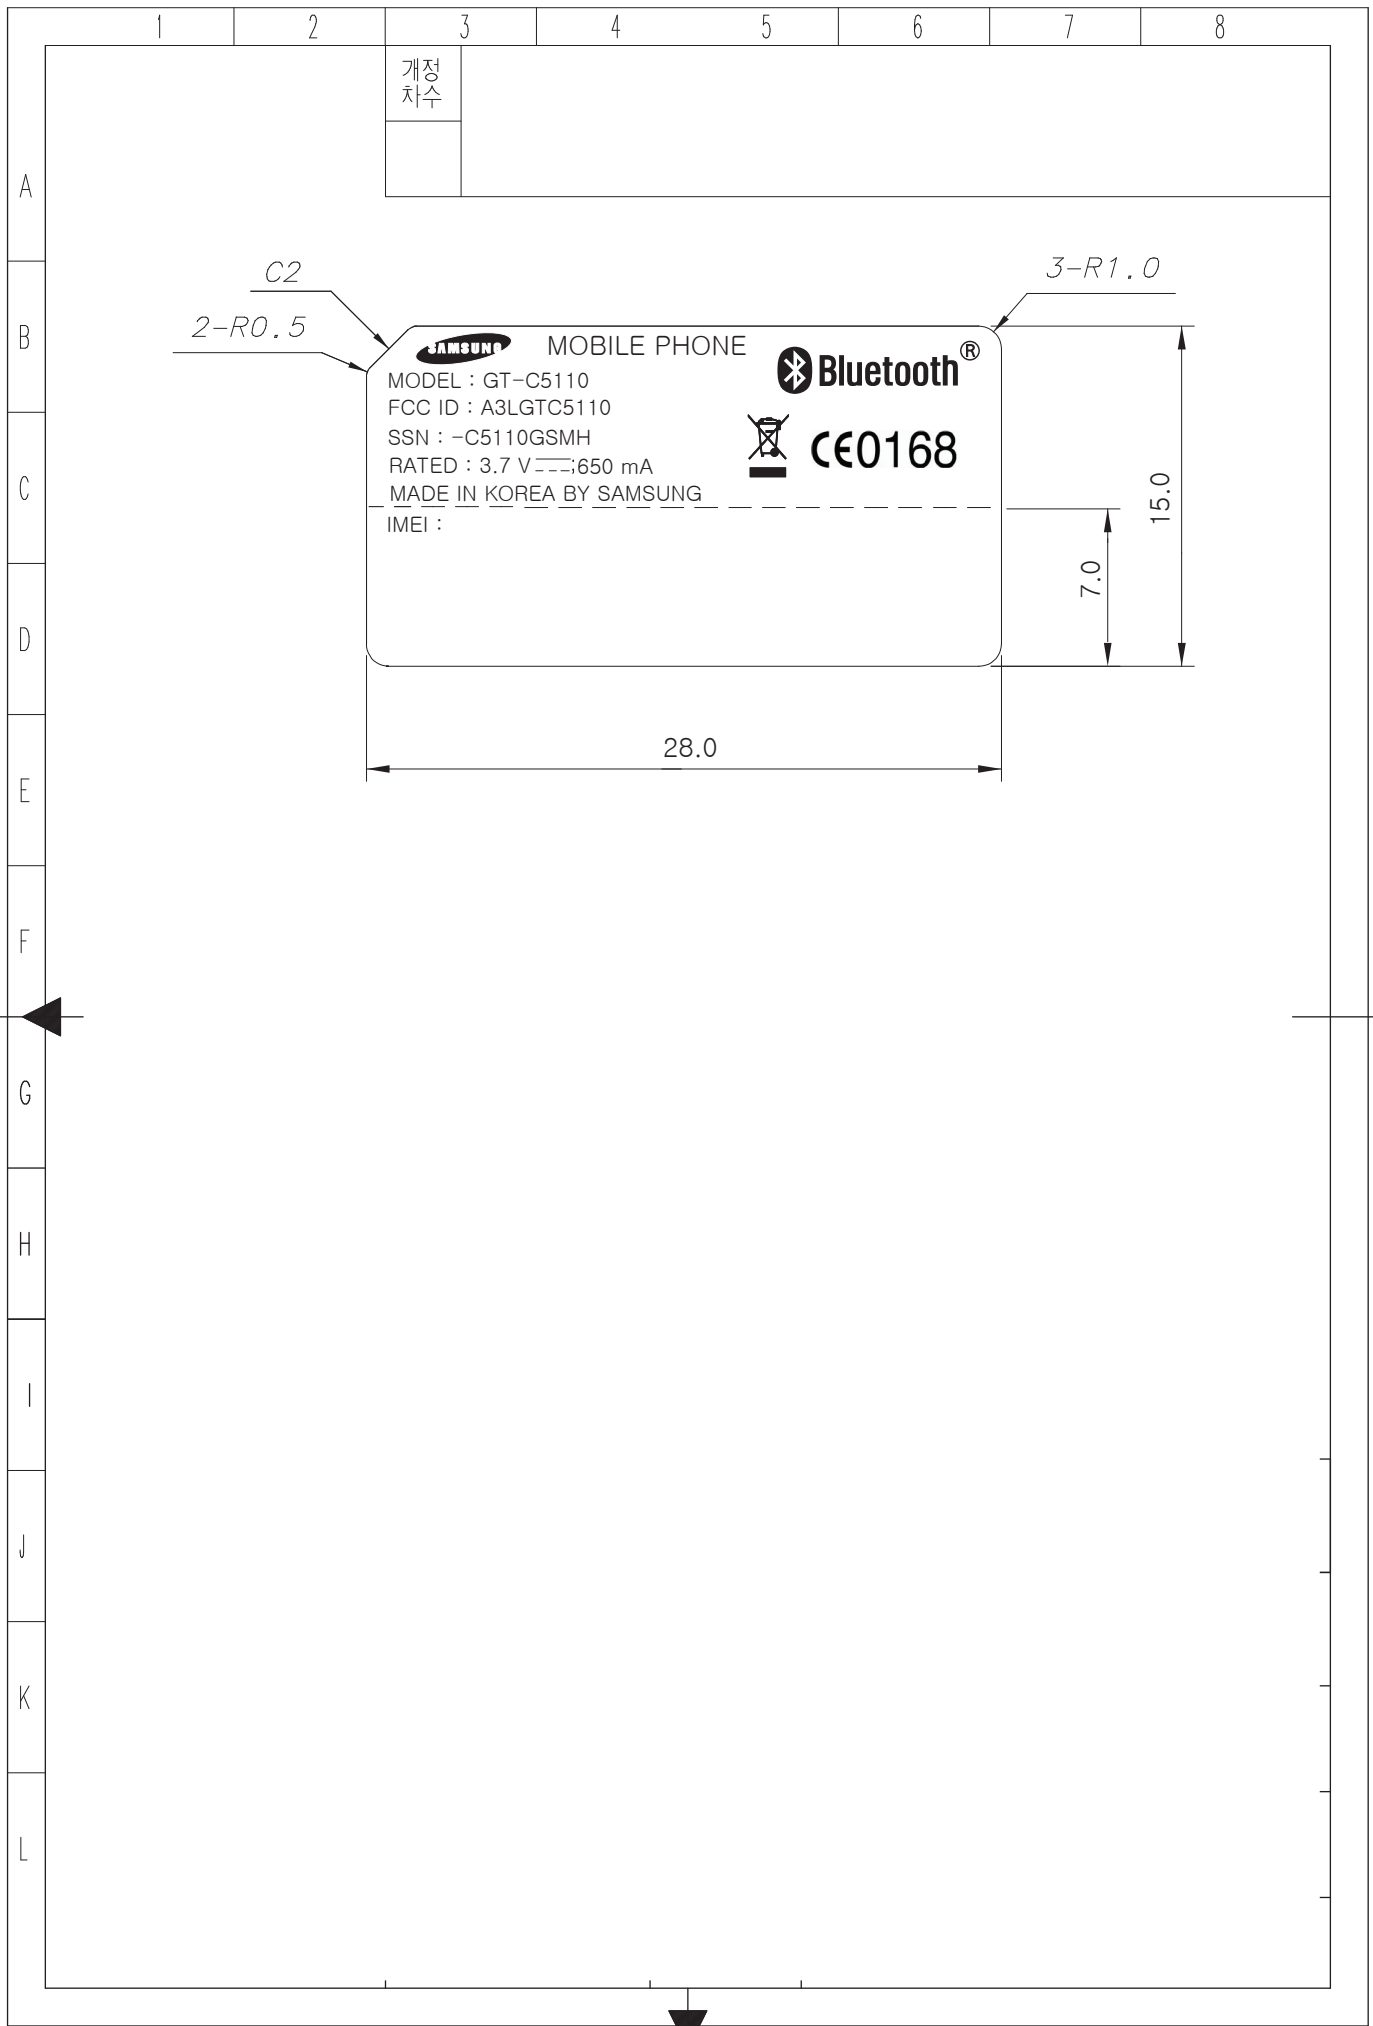 1 2 3 4 5 6 7 8
개정
차수
A
B
C
D
E
F
G
H
I
J
K
L
C2
2-R0.5
3-R1.0
SAMSUNG MOBILE PHONE
Bluetooth®
MODEL : GT-C5110
FCC ID : A3LGTC5110
SSN : -C5110GSMH
RATED : 3.7 V ⎓;650 mA
MADE IN KOREA BY SAMSUNG
CE0168
IMEI :
15.0
7.0
28.0